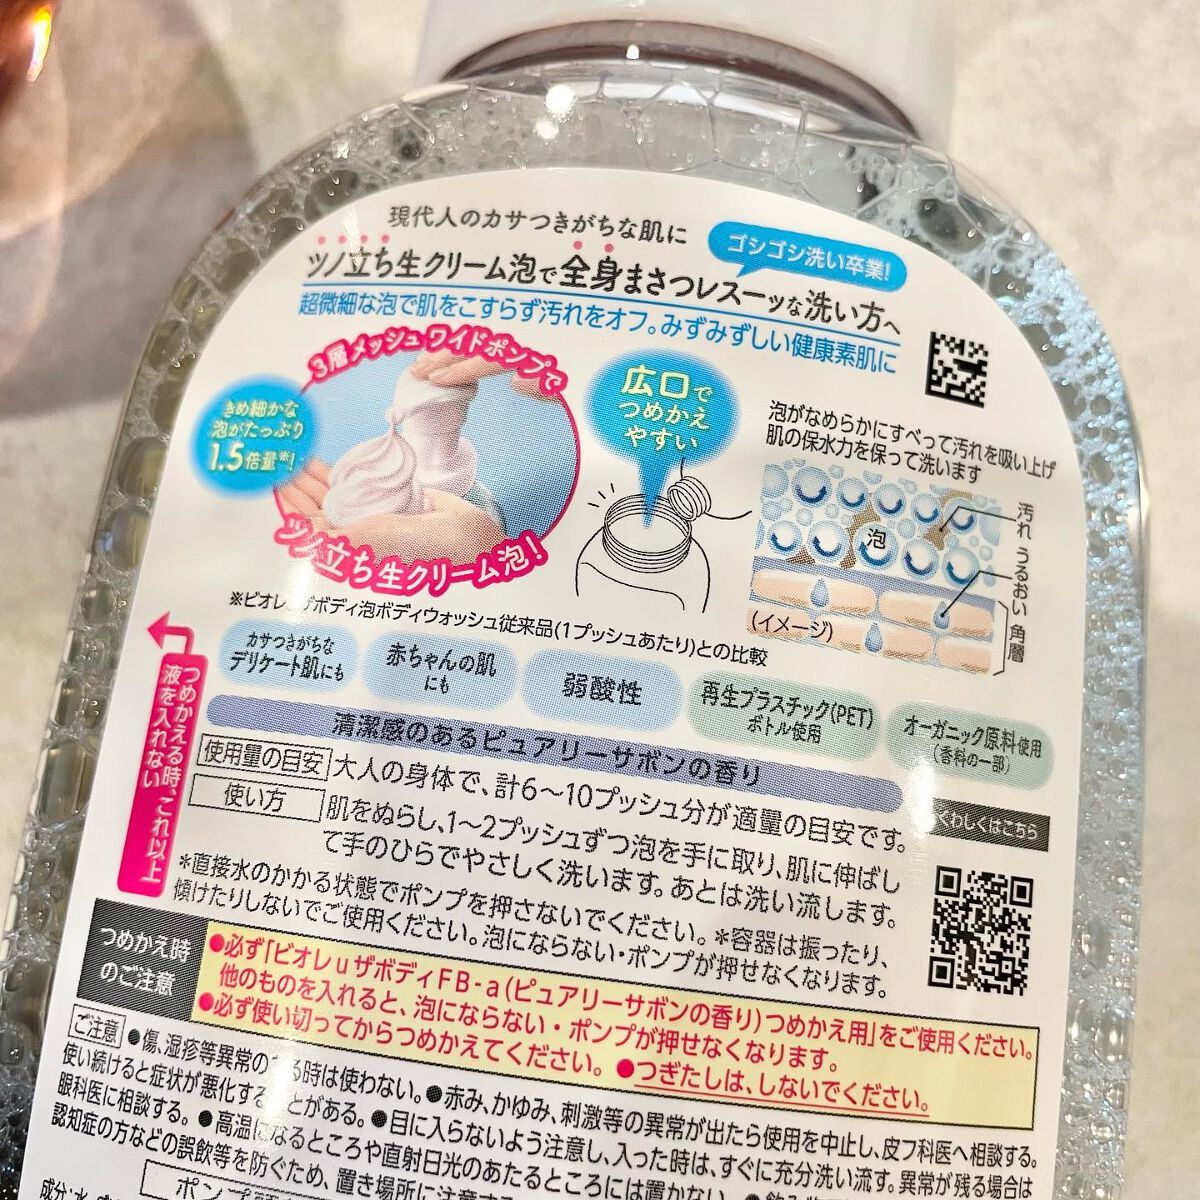 現代人のカサつきがちな肌に
ゴシゴシ洗い卒業!
ツノ立ち生クリーム泡で全身まさつレスーッな洗い方へ
超微細な泡で肌をこすらず汚れをオフ。みずみずしい健康素肌に
3層メッシュワイドポンプで
きめ細かな
泡がたっぷり
1.5倍量※!
ツノ立ち生クリーム泡!
広口で
つめかえ
やすい
泡がなめらかにすべって汚れを吸い上げ
肌の保水力を保って洗います
泡
汚れ
うるおい
角層
(イメージ)
※ビオレuザボディ泡ボディウォッシュ従来品(1プッシュあたり)との比較
カサつきがちな
デリケート肌にも
赤ちゃんの肌
にも
弱酸性
再生プラスチック(PET)
ボトル使用
オーガニック原料使用
(香料の一部)
つめかえる時、これ以上
液を入れない
清潔感のあるピュアリーサボンの香り
使用量の目安 大人の身体で、計6〜10プッシュ分が適量の目安です。
使い方 肌をぬらし、1〜2プッシュずつ泡を手に取り、肌に伸ばし
て手のひらでやさしく洗います。あとは洗い流します。
くわしくはこちら
*直接水のかかる状態でポンプを押さないでください。*容器は振ったり、
傾けたりしないでご使用ください。泡にならない・ポンプが押せなくなります。
つめかえ時
のご注意
●必ず「ビオレuザボディFB-a(ピュアリーサボンの香り)つめかえ用」をご使用ください。
他のものを入れると、泡にならない・ポンプが押せなくなります。
●必ず使い切ってからつめかえてください。●つぎたしは、しないでください。
ご注意 ●傷、湿疹等異常のある時は使わない。●赤み、かゆみ、刺激等の異常が出たら使用を中止し、皮フ科医へ相談する。
使い続けると症状が悪化することがある。●目に入らないよう注意し、入った時は、すぐに充分洗い流す。異常が残る場合は
眼科医に相談する。●高温になるところや直射日光のあたるところには置かない。
認知症の方などの誤飲等を防ぐため、置き場所に注意する